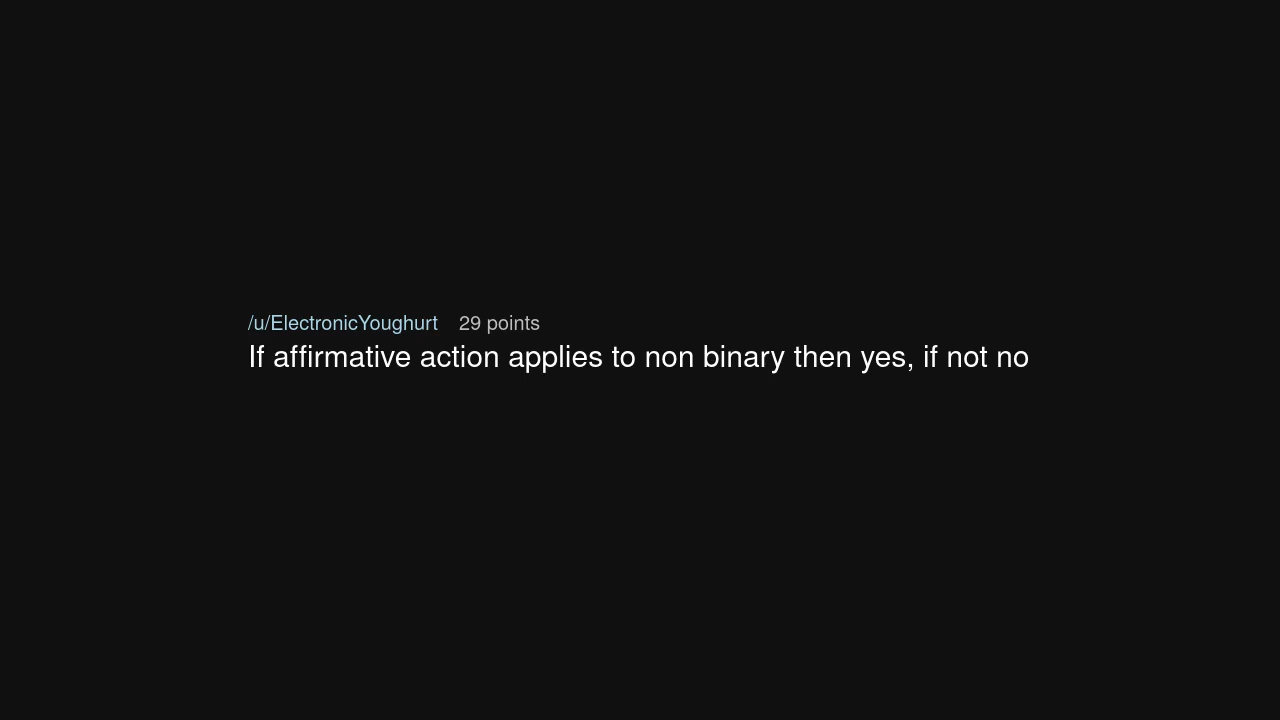 /u/ElectronicYoughurt 29 points
If affirmative action applies to non binary then yes, if not no